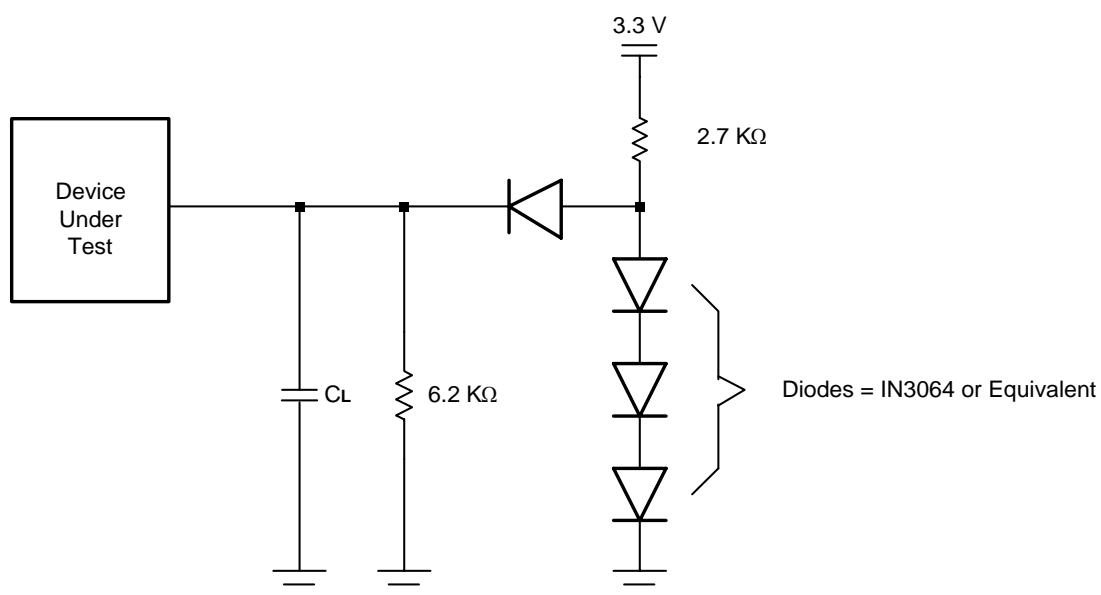 3.3 V
2.7 KΩ
Device
Under
Test
CL
6.2 KΩ
Diodes = IN3064 or Equivalent